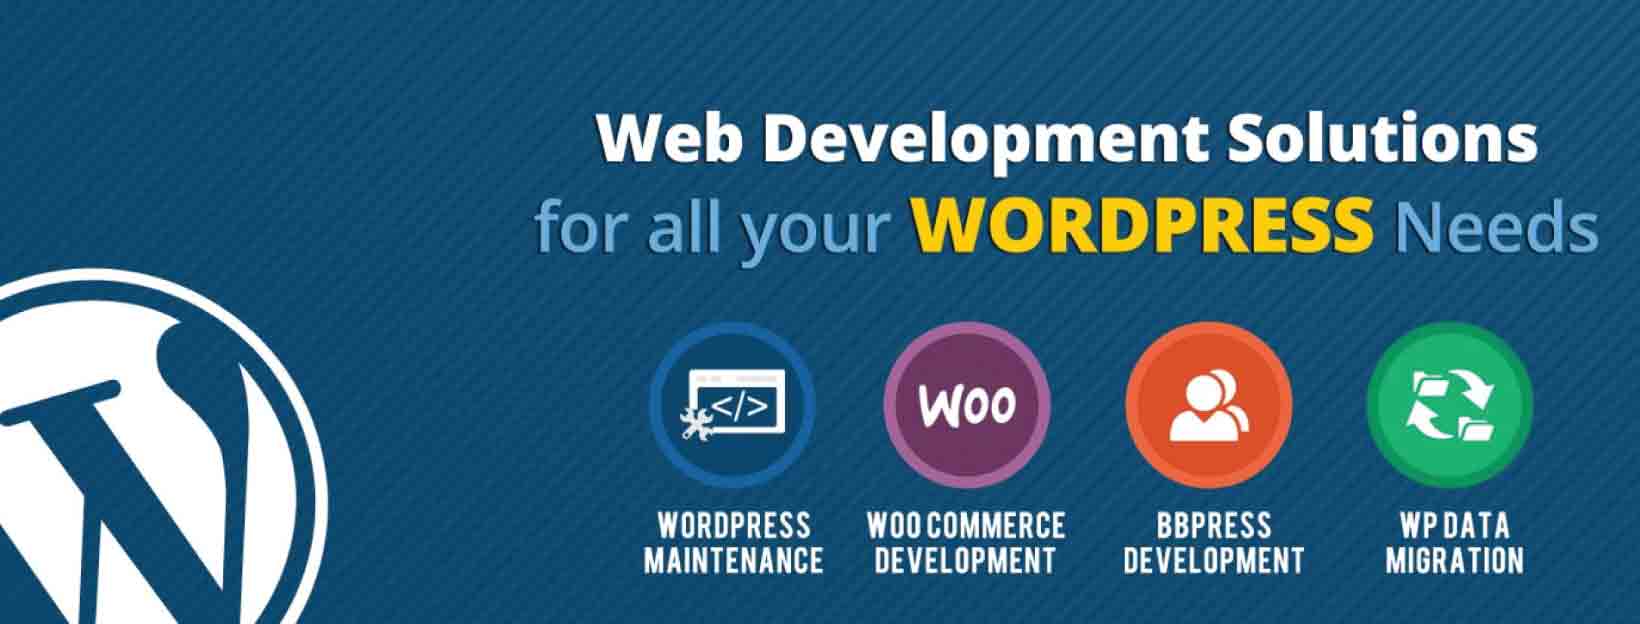 Web Development Solutions
for all your WORDPRESS Needs
W
</>
WOO
WORDPRESS
MAINTENANCE
WOO COMMERCE
DEVELOPMENT
BBPRESS
DEVELOPMENT
WP DATA
MIGRATION